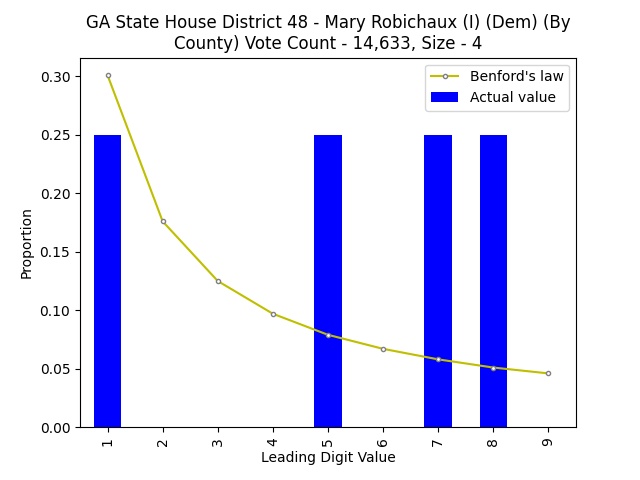 GA State House District 48 - Mary Robichaux (I) (Dem) (By
County) Vote Count - 14,633, Size - 4
Benford's law
Actual value
0.30
0.25
0.20
0.15
0.10
0.05
0.00
Proportion
1 2 3 4 5 6 7 8 9
Leading Digit Value